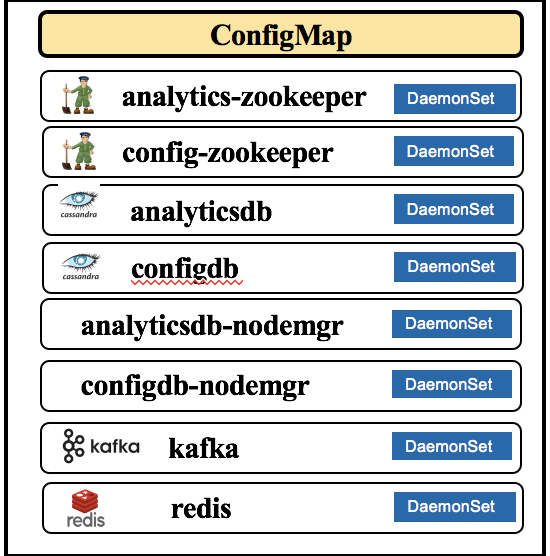 ConfigMap
analytics-zookeeper DaemonSet
config-zookeeper DaemonSet
cassandra analyticsdb DaemonSet
cassandra configdb DaemonSet
analyticsdb-nodemgr DaemonSet
configdb-nodemgr DaemonSet
kafka kafka DaemonSet
redis redis DaemonSet